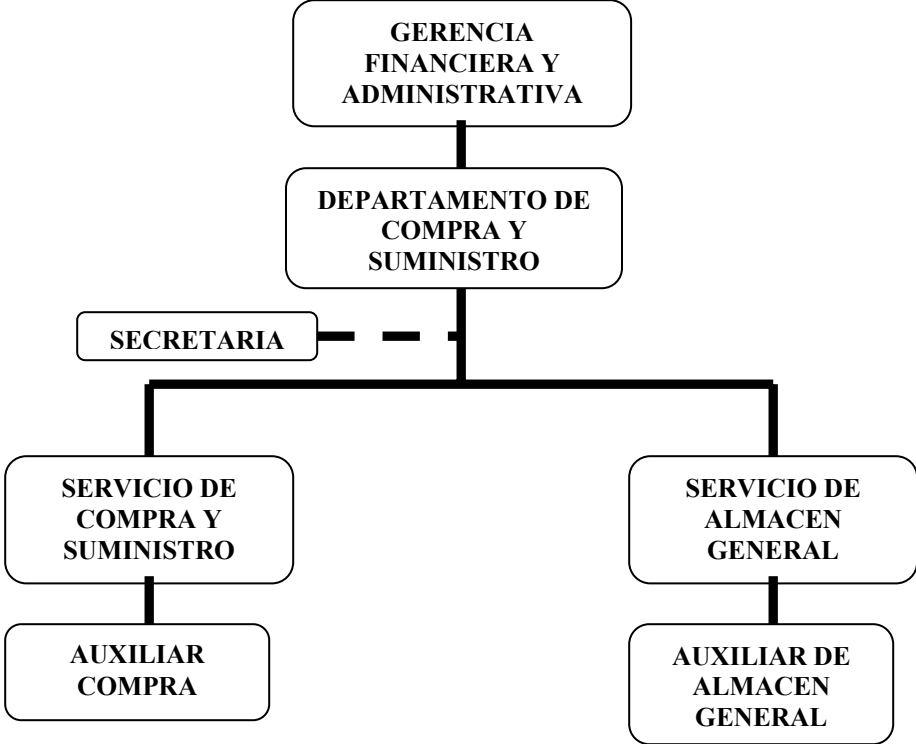 GERENCIA
FINANCIERA Y
ADMINISTRATIVA
DEPARTAMENTO DE
COMPRA Y
SUMINISTRO
SECRETARIA
SERVICIO DE
COMPRA Y
SUMINISTRO
SERVICIO DE
ALMACEN
GENERAL
AUXILIAR
COMPRA
AUXILIAR DE
ALMACEN
GENERAL